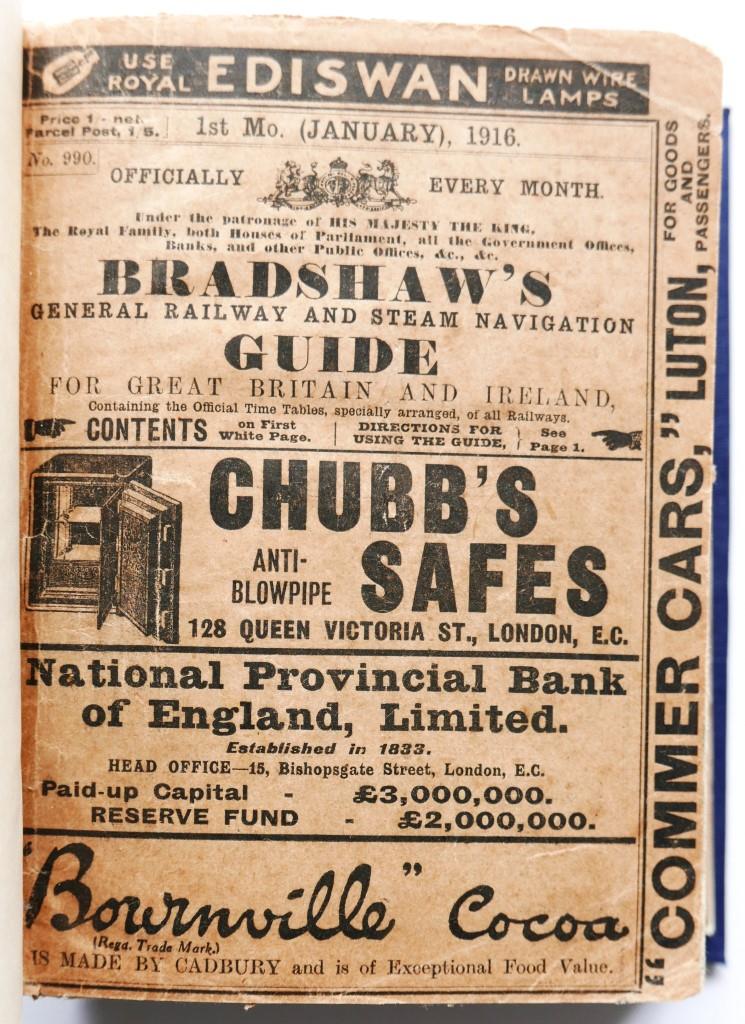 USE ROYAL EDISWAN DRAWN WIRE LAMPS
Price 1/- net.
Parcel Post, 1/5.
1st Mo. (JANUARY), 1916.
No. 990.
OFFICIALLY EVERY MONTH.
Under the patronage of HIS MAJESTY THE KING,
The Royal Family, both Houses of Parliament, all the Government Offices,
Banks, and other Public Offices, &c., &c.
BRADSHAW'S
GENERAL RAILWAY AND STEAM NAVIGATION
GUIDE
FOR GREAT BRITAIN AND IRELAND,
Containing the Official Time Tables, specially arranged, of all Railways.
CONTENTS on First White Page. | DIRECTIONS FOR USING THE GUIDE, } See Page 1.
CHUBB'S
ANTI-BLOWPIPE SAFES
128 QUEEN VICTORIA ST., LONDON, E.C.
National Provincial Bank
of England, Limited.
Established in 1833.
HEAD OFFICE—15, Bishopsgate Street, London, E.C.
Paid-up Capital - £3,000,000.
RESERVE FUND - £2,000,000.
"Bournville" Cocoa
(Regd. Trade Mark.)
IS MADE BY CADBURY and is of Exceptional Food Value.
"COMMER CARS," LUTON, FOR GOODS AND PASSENGERS.